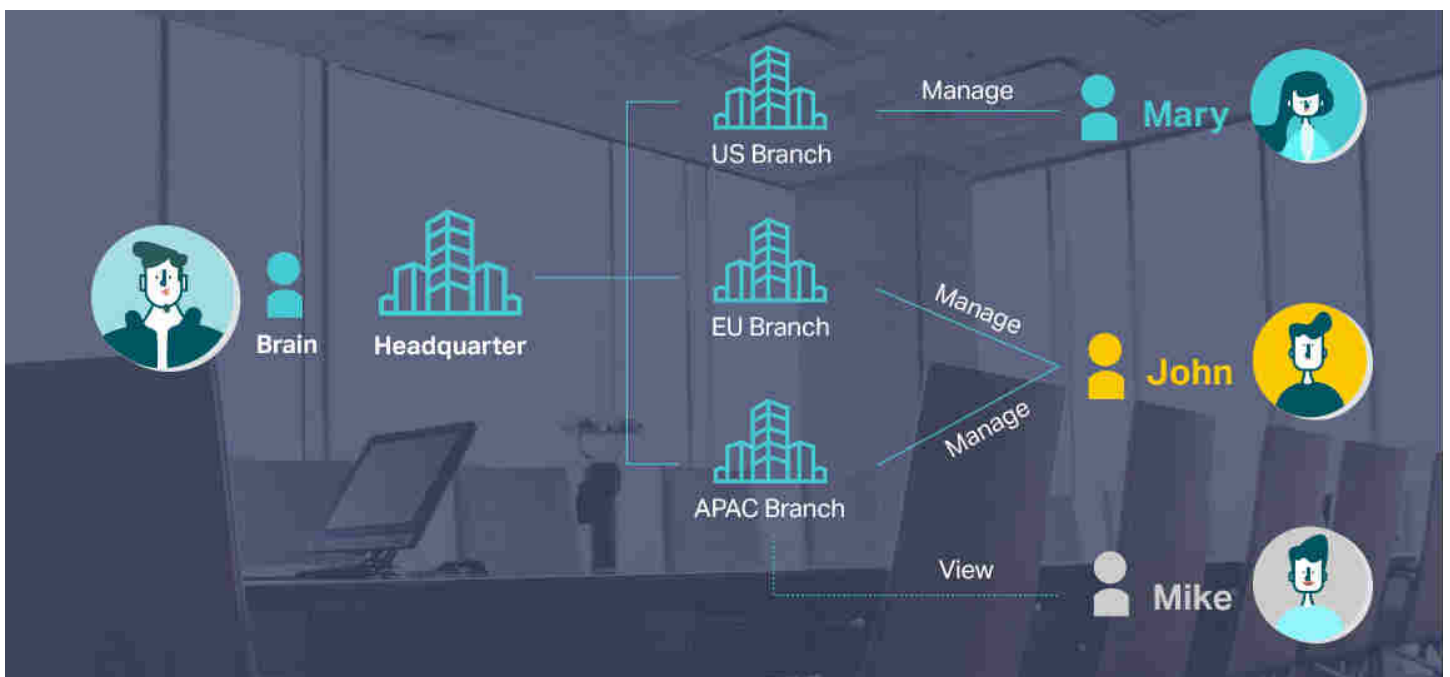 US Branch
Manage
Mary
Brain
Headquarter
EU Branch
Manage
John
APAC Branch
Manage
View
Mike